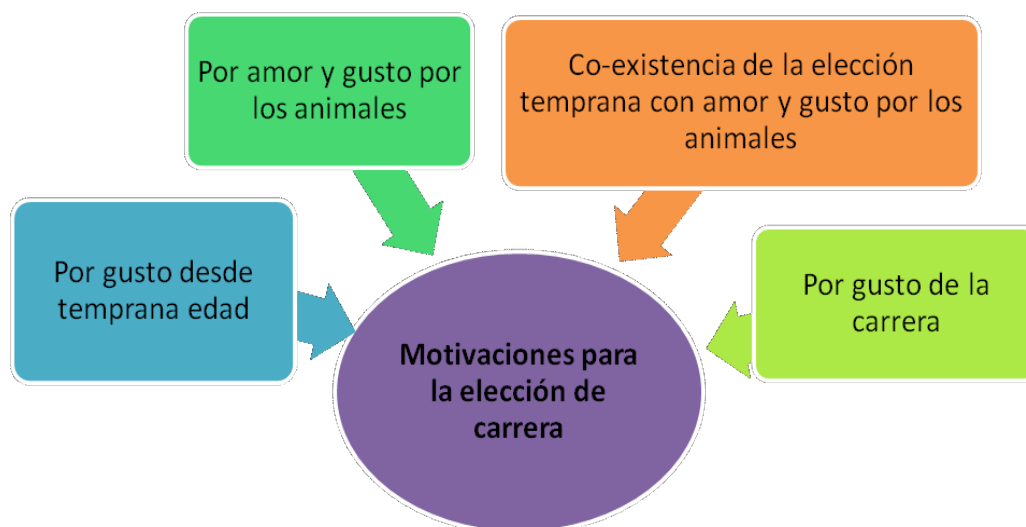 Por amor y gusto por
los animales
Co-existencia de la elección
temprana con amor y gusto por los
animales
Por gusto desde
temprana edad
Por gusto de la
carrera
Motivaciones para
la elección de
carrera